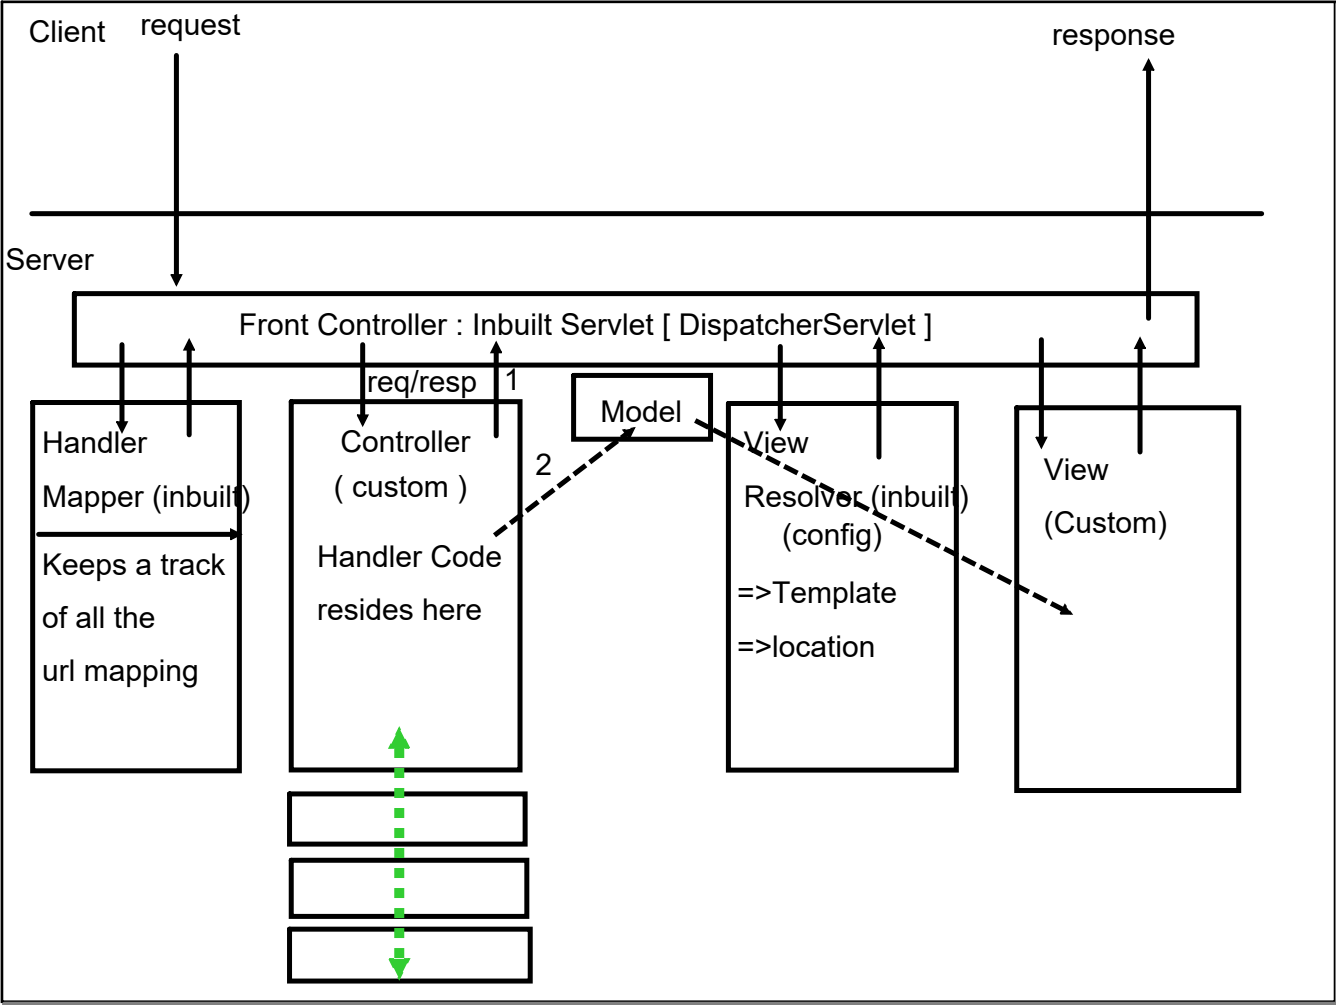 Client
request
response
Server
Front Controller : Inbuilt Servlet [ DispatcherServlet ]
req/resp
1
Handler
Mapper (inbuilt)
Keeps a track
of all the
url mapping
Controller
( custom )
Handler Code
resides here
2
Model
View
Resolver (inbuilt)
(config)
=>Template
=>location
View
(Custom)